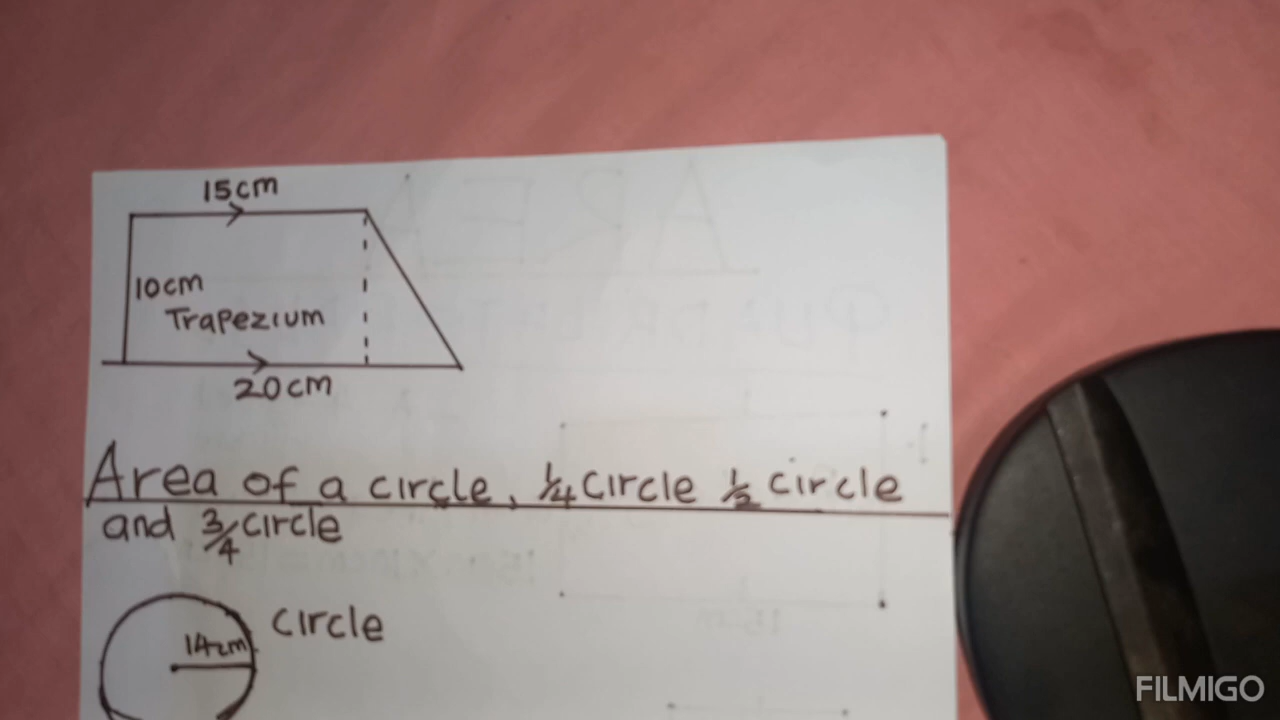 15cm
10cm
Trapezium
20cm
Area of a circle, 1/4 circle 1/2 circle
and 3/4 circle
circle
14cm
FILMIGO